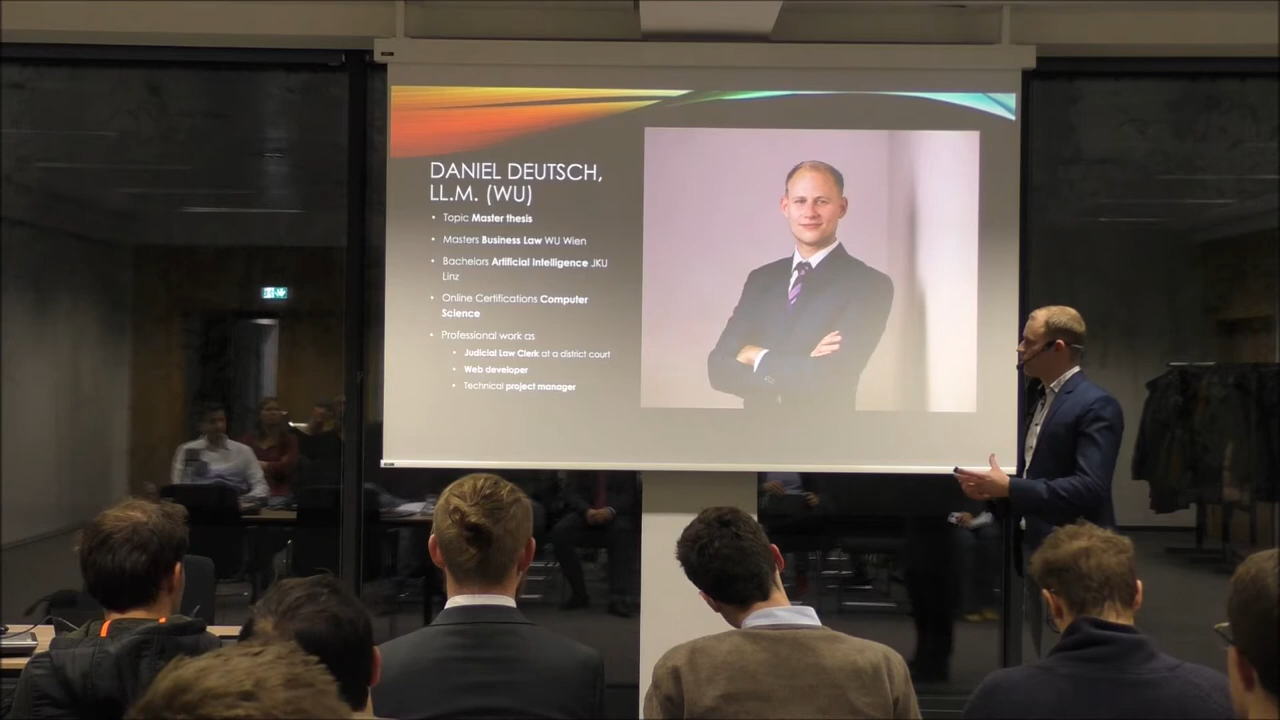 DANIEL DEUTSCH,
LL.M. (WU)
• Topic Master thesis
• Masters Business Law WU Wien
• Bachelors Artificial Intelligence JKU
Linz
• Online Certifications Computer
Science
• Professional work as
• Judicial Law Clerk at a district court
• Web developer
• Technical project manager